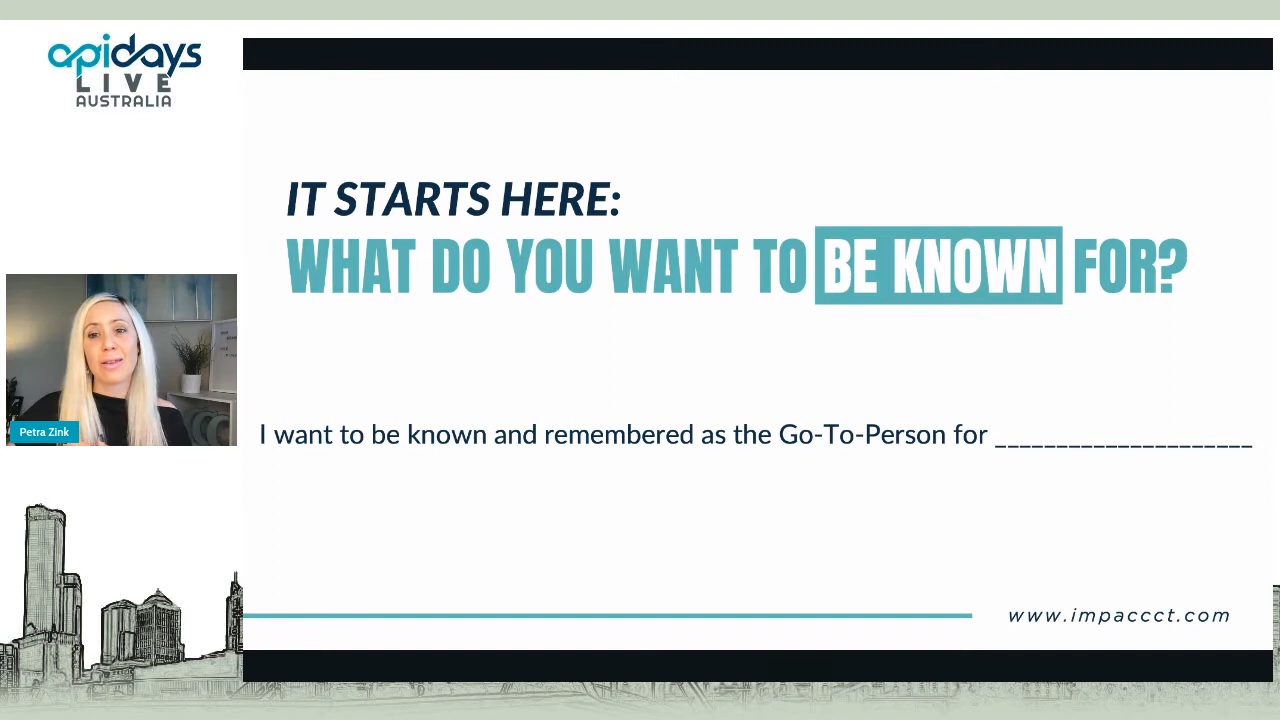 apidays
LIVE
AUSTRALIA
IT STARTS HERE:
WHAT DO YOU WANT TO BE KNOWN FOR?
Petra Zink
I want to be known and remembered as the Go-To-Person for _____________________
www.impaccct.com